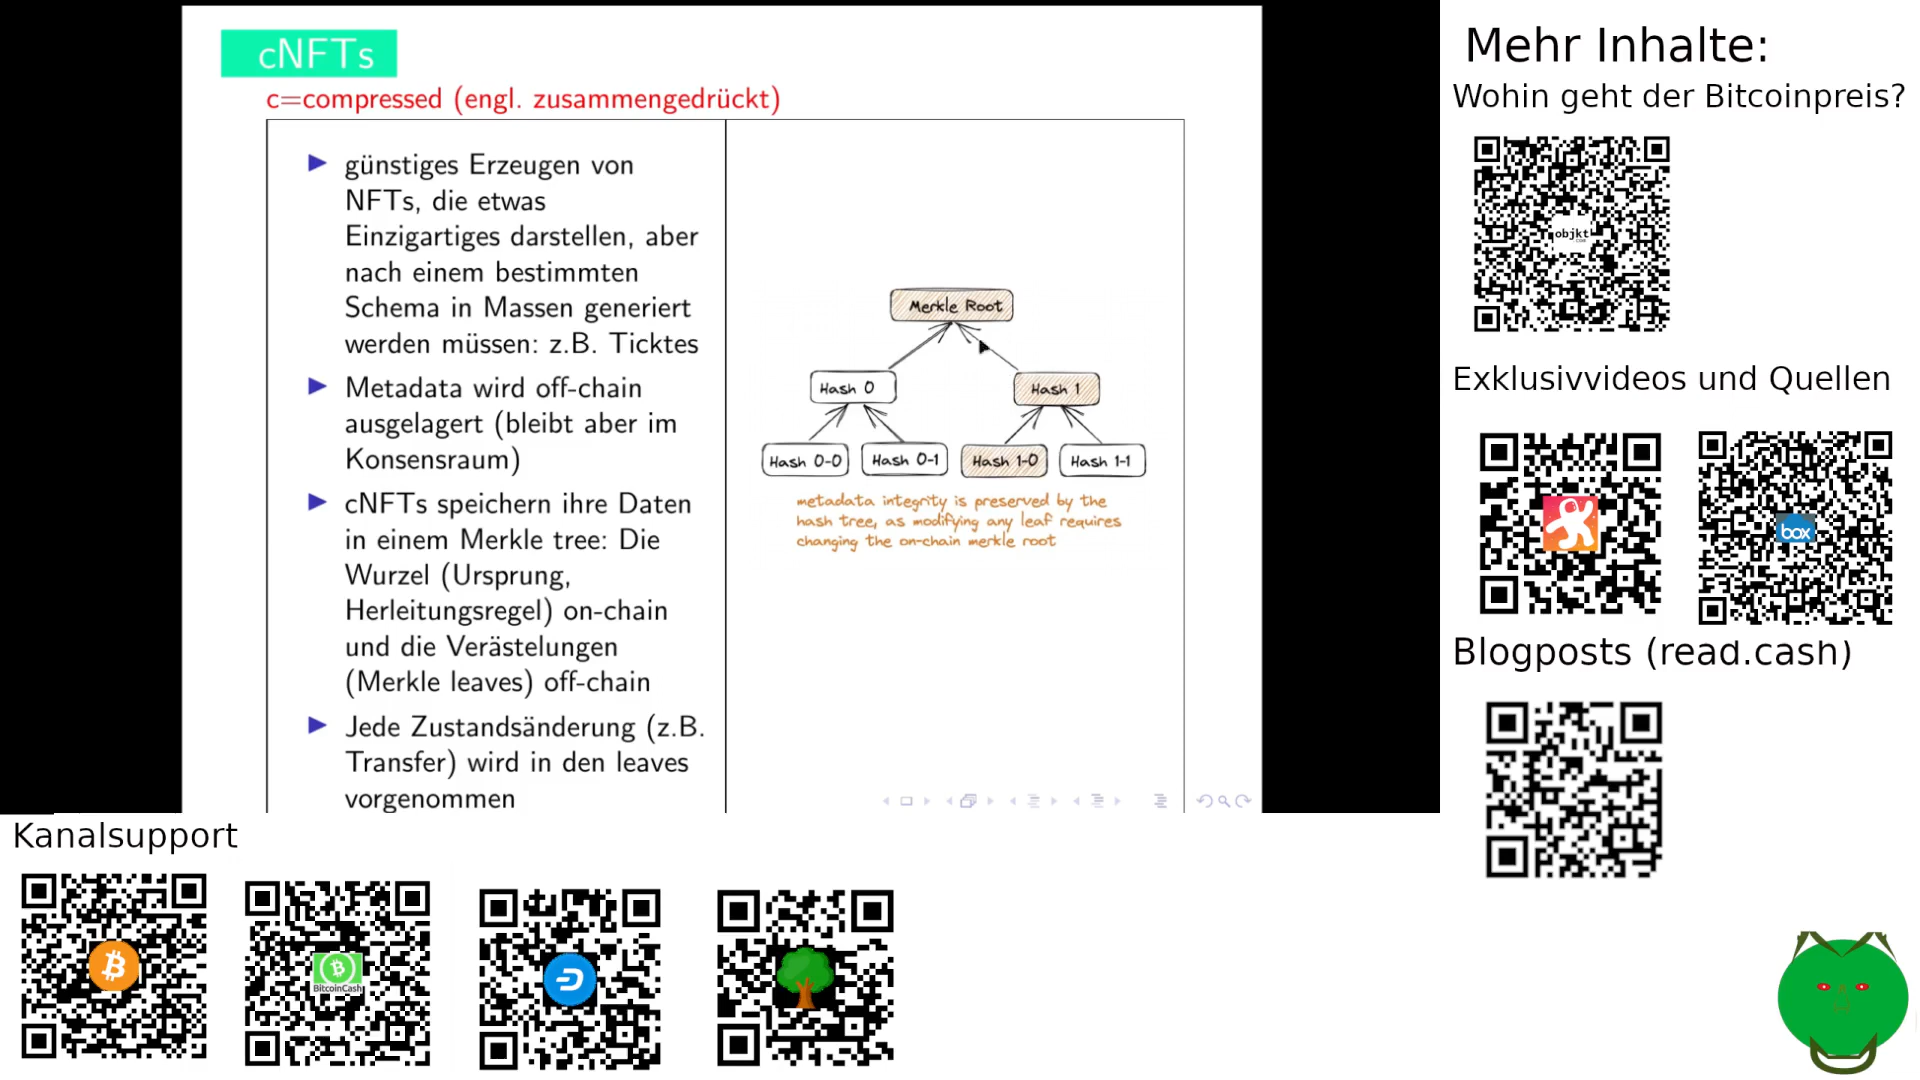 cNFTs
c=compressed (engl. zusammengedrückt)
günstiges Erzeugen von
NFTs, die etwas
Einzigartiges darstellen, aber
nach einem bestimmten
Schema in Massen generiert
werden müssen: z.B. Ticktes
Metadata wird off-chain
ausgelagert (bleibt aber im
Konsensraum)
cNFTs speichern ihre Daten
in einem Merkle tree: Die
Wurzel (Ursprung,
Herleitungsregel) on-chain
und die Verästelungen
(Merkle leaves) off-chain
Jede Zustandsänderung (z.B.
Transfer) wird in den leaves
vorgenommen
Merkle Root
Hash 0
Hash 1
Hash 0-0
Hash 0-1
Hash 1-0
Hash 1-1
metadata integrity is preserved by the
hash tree, as modifying any leaf requires
changing the on-chain merkle root
Mehr Inhalte:
Wohin geht der Bitcoinpreis?
objkt
.com
Exklusivvideos und Quellen
box
Blogposts (read.cash)
Kanalsupport
BitcoinCash